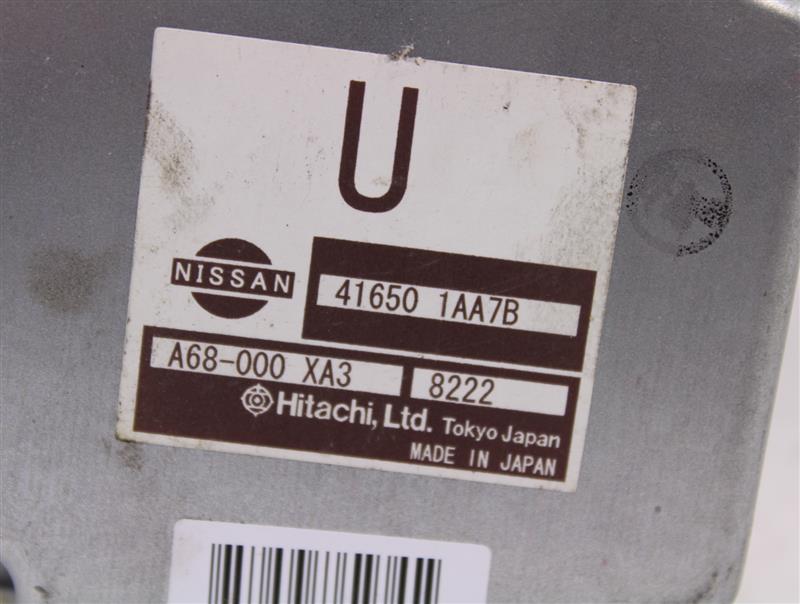 U
NISSAN
41650 1AA7B
A68-000 XA3
8222
Hitachi, Ltd. Tokyo Japan
MADE IN JAPAN